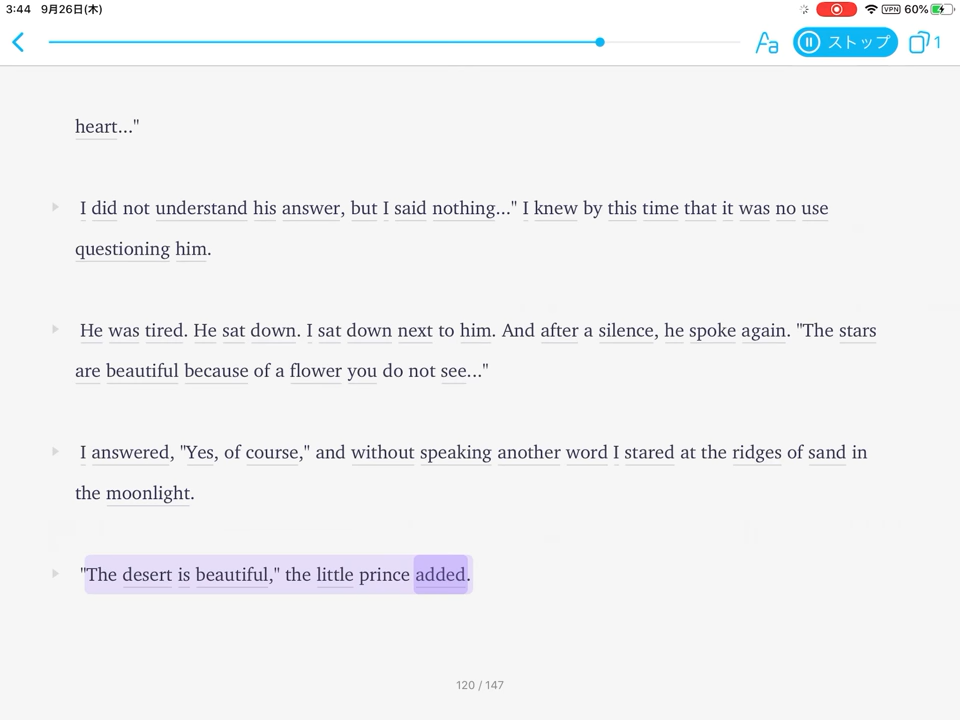 3:44 9月26日(木)
VPN 60%
ぁあ ストップ 1
heart..."
I did not understand his answer, but I said nothing..." I knew by this time that it was no use
questioning him.
He was tired. He sat down. I sat down next to him. And after a silence, he spoke again. "The stars
are beautiful because of a flower you do not see..."
I answered, "Yes, of course," and without speaking another word I stared at the ridges of sand in
the moonlight.
"The desert is beautiful," the little prince added.
120 / 147